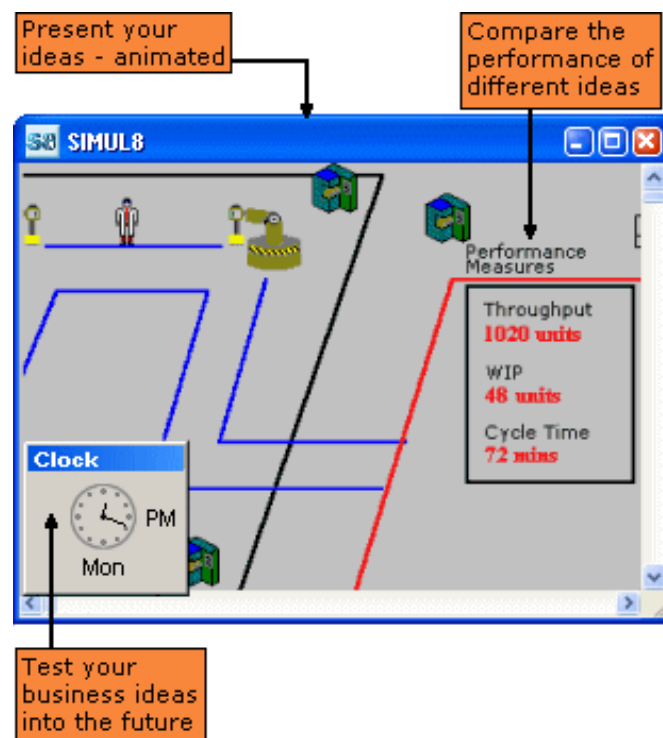 Present your
ideas - animated
Compare the
performance of
different ideas
SIMUL8
Performance
Measures
Throughput
1020 units
WIP
48 units
Cycle Time
72 mins
Clock
PM
Mon
Test your
business ideas
into the future